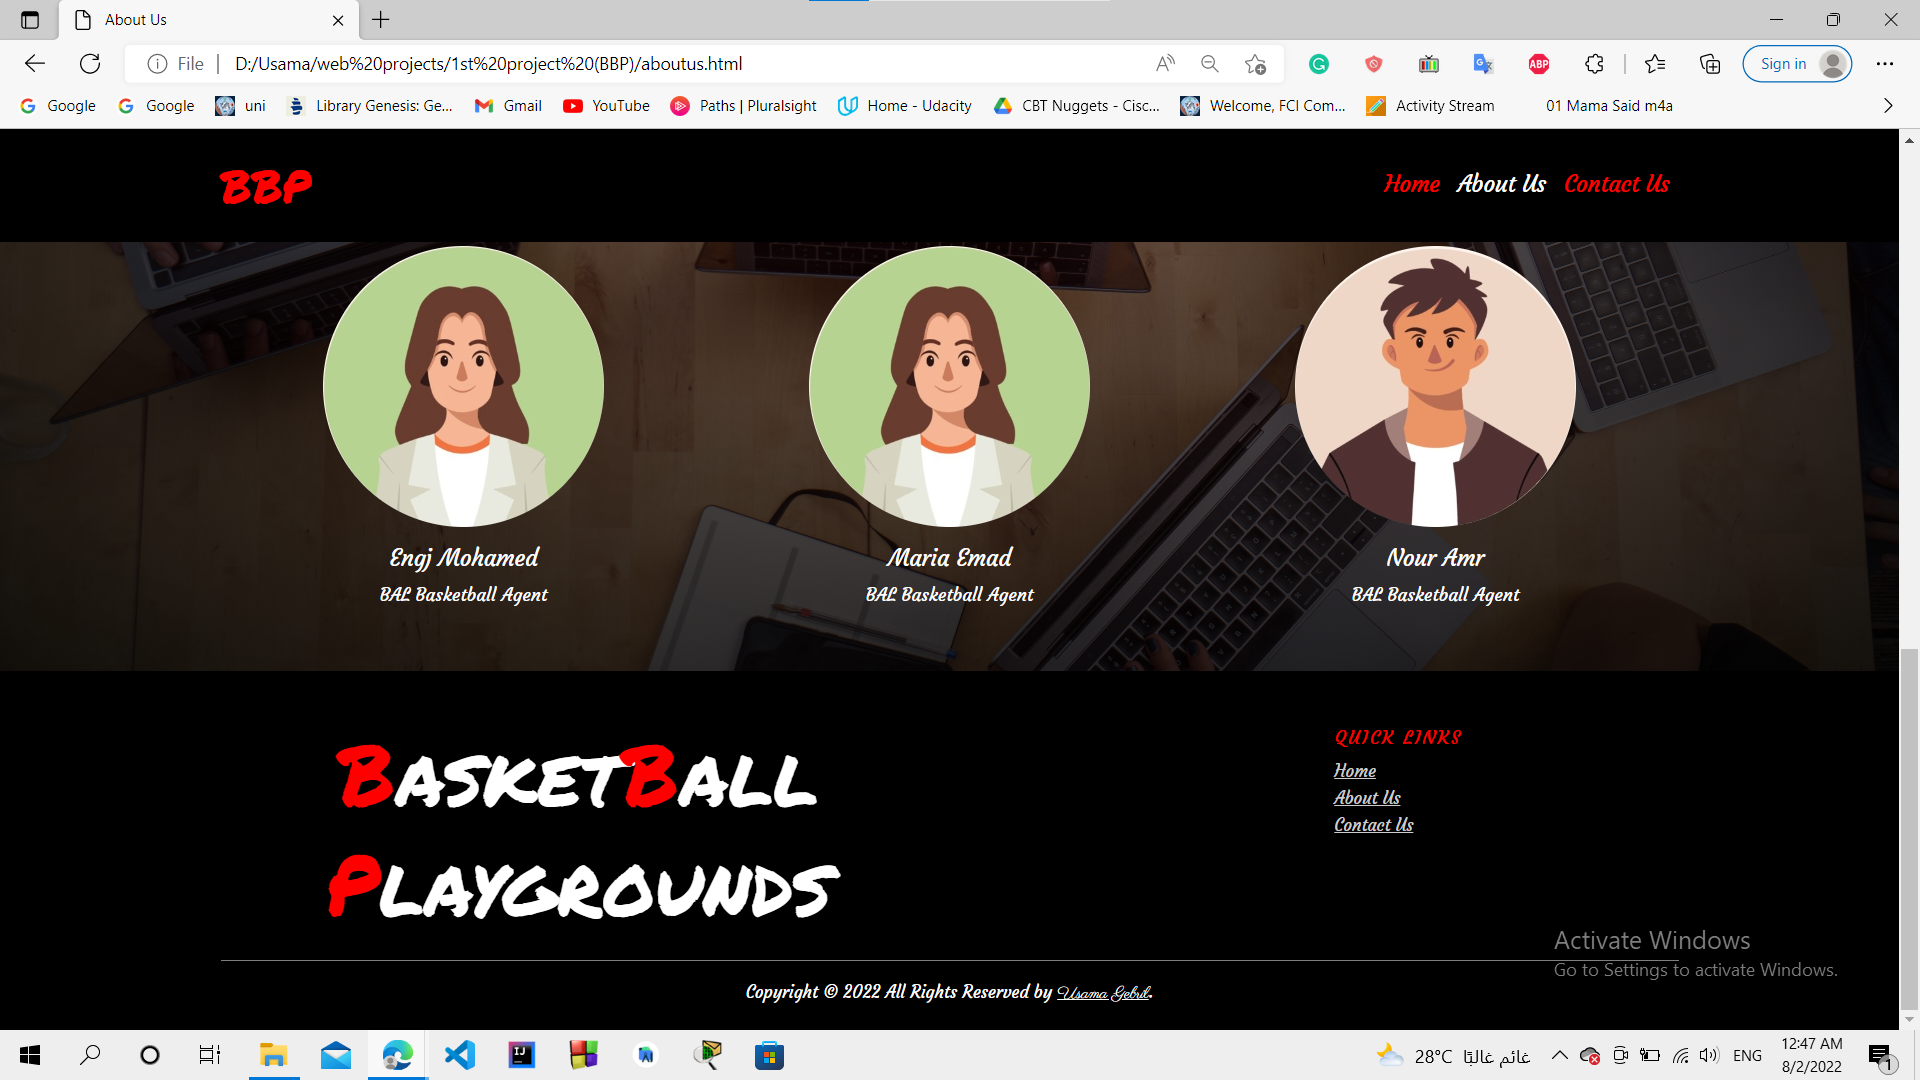 About Us
File
D:/Usama/web%20projects/1st%20project%20(BBP)/aboutus.html
ABP
Sign in
Google
Google
uni
Library Genesis: Ge...
Gmail
YouTube
Paths | Pluralsight
Home - Udacity
CBT Nuggets - Cisc...
Welcome, FCI Com...
Activity Stream
01 Mama Said m4a
BBP
Home
About Us
Contact Us
Engj Mohamed
BAL Basketball Agent
Maria Emad
BAL Basketball Agent
Nour Amr
BAL Basketball Agent
BASKETBALL
PLAYGROUNDS
QUICK LINKS
Home
About Us
Contact Us
Activate Windows
Go to Settings to activate Windows.
Copyright © 2022 All Rights Reserved by Usama Gebril.
28°C غائم غالبًا
ENG
12:47 AM
8/2/2022
1